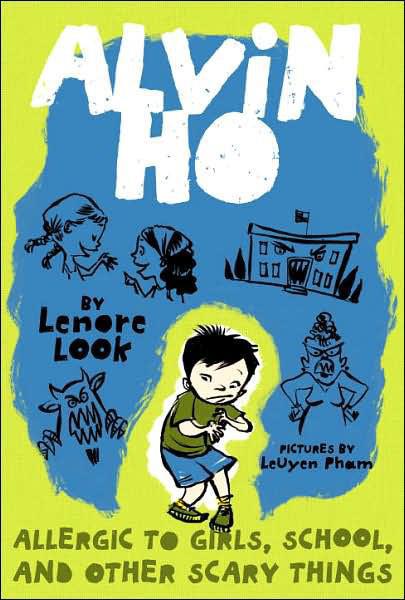 ALViN
HO
BY
Lenore
LOOK
PICTURES BY
LeUyen Pham
ALLERGIC TO GIRLS, SCHOOL,
AND OTHER SCARY THINGS